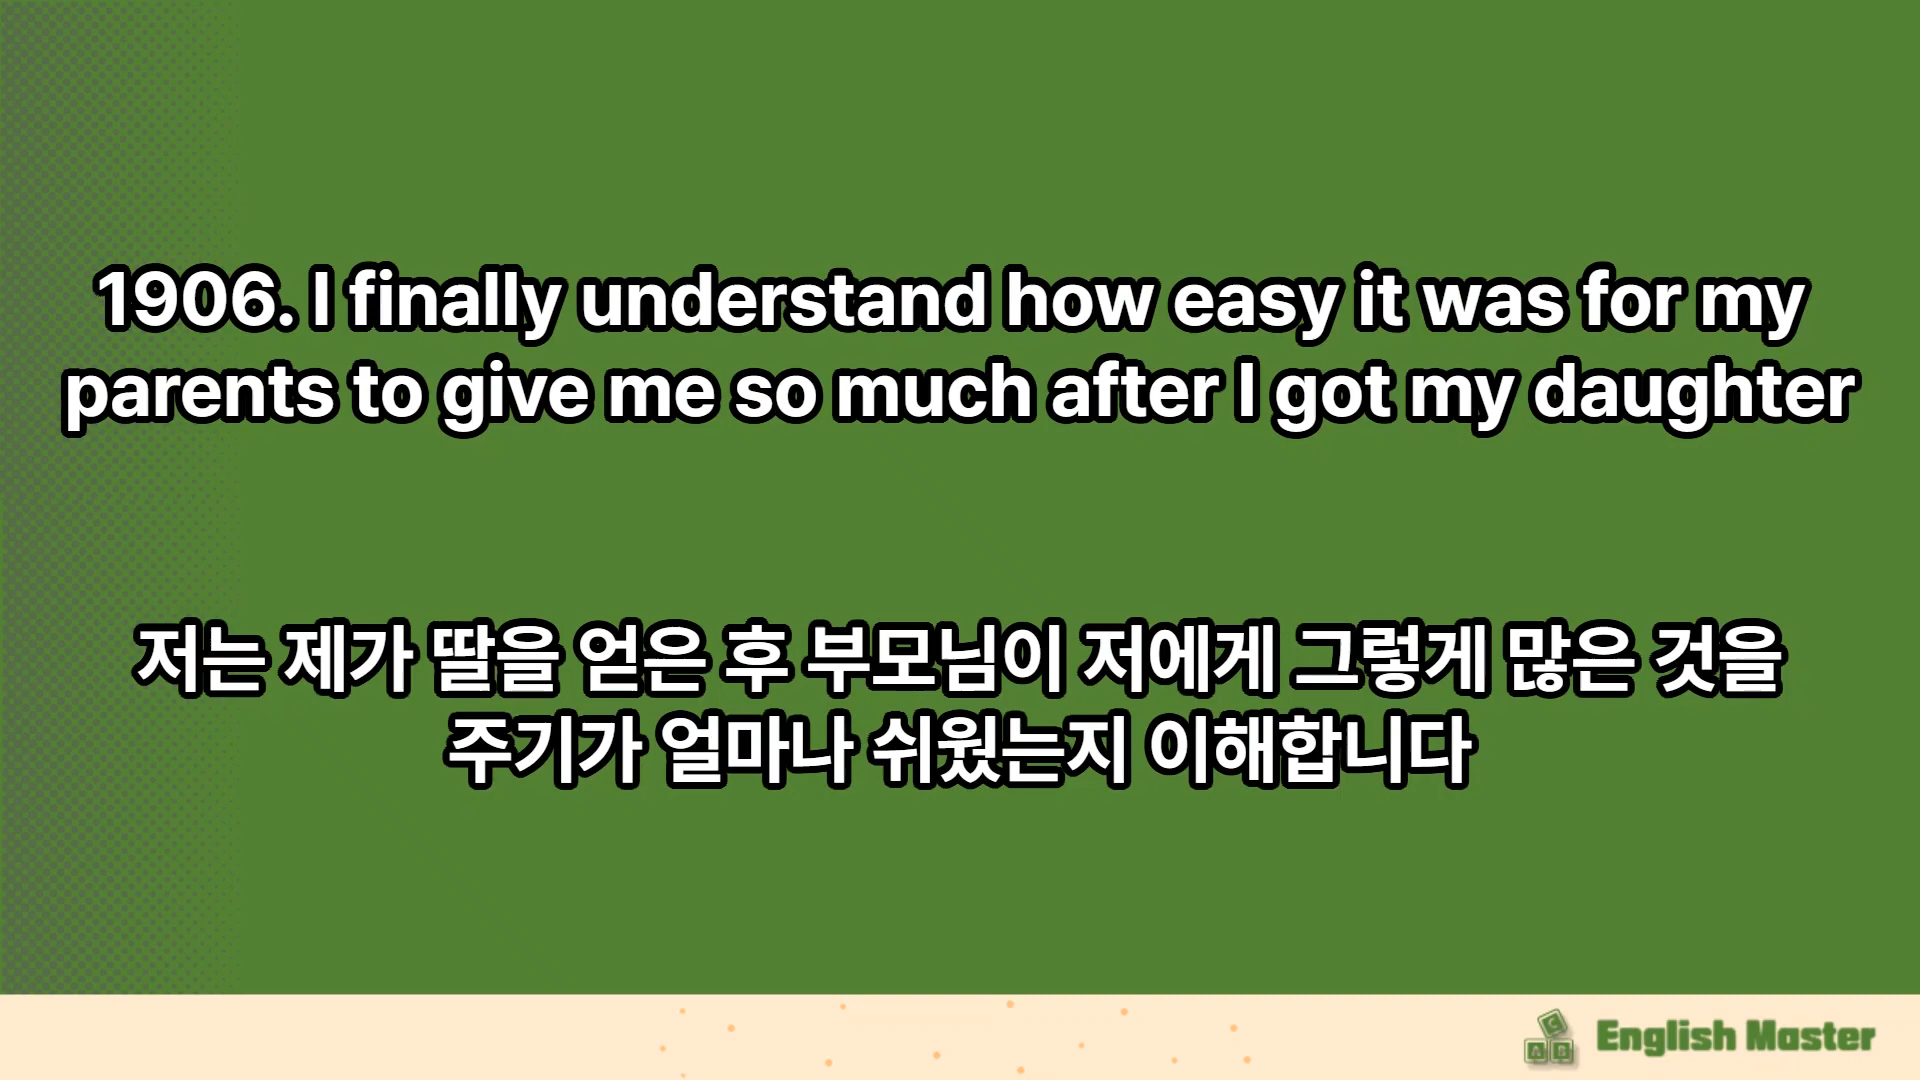 1906. I finally understand how easy it was for my
parents to give me so much after I got my daughter
저는 제가 딸을 얻은 후 부모님이 저에게 그렇게 많은 것을
주기가 얼마나 쉬웠는지 이해합니다
C
A B
English Master